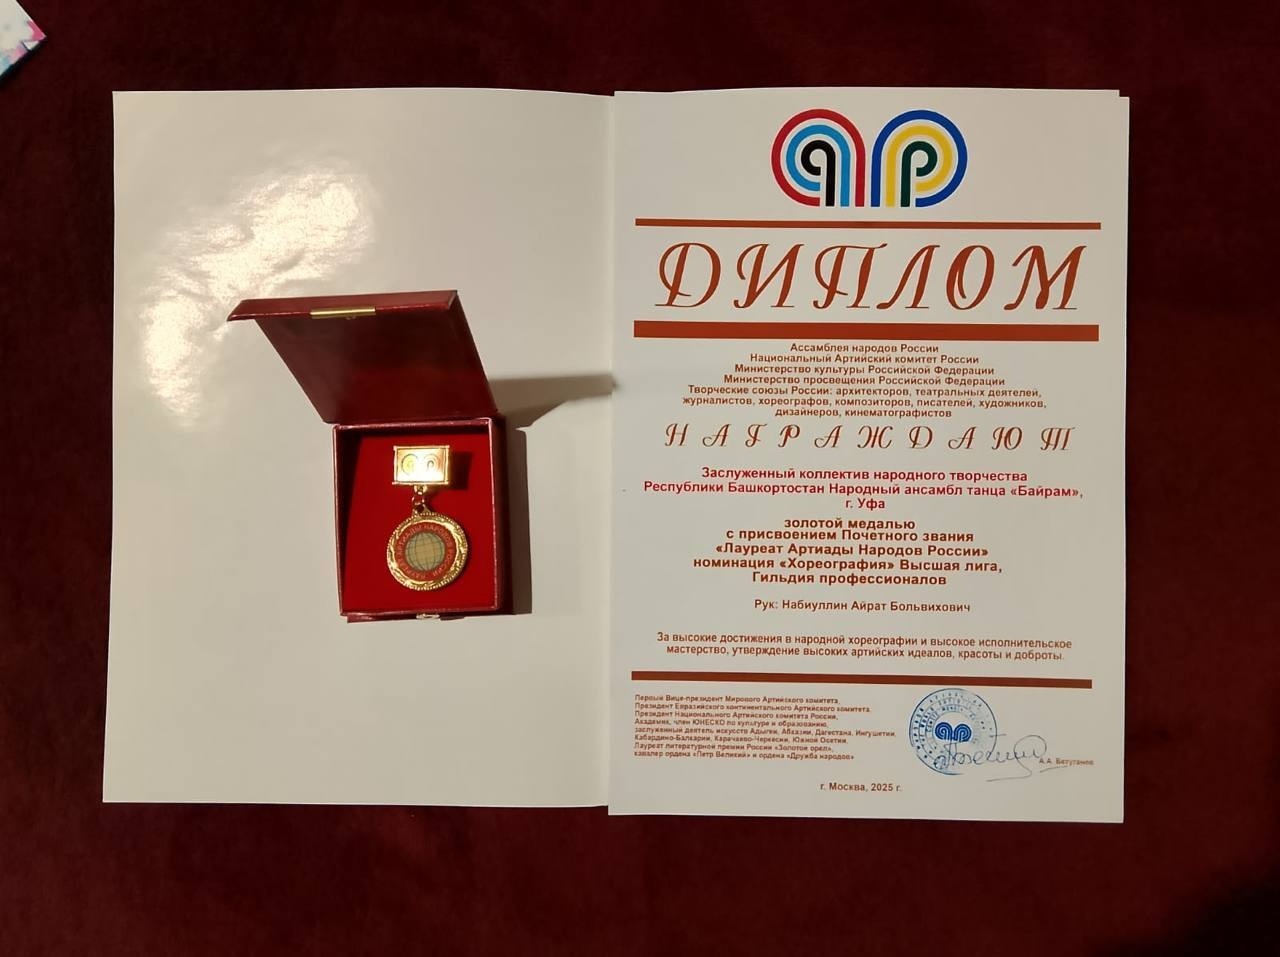 ДИПЛОМ
Ассамблея народов России
Национальный Артийский комитет России
Министерство культуры Российской Федерации
Министерство просвещения Российской Федерации
Творческие союзы России: архитекторов, театральных деятелей,
журналистов, хореографов, композиторов, писателей, художников,
дизайнеров, кинематографистов
НАГРАЖДАЮТ
Заслуженный коллектив народного творчества
Республики Башкортостан Народный ансамбл танца «Байрам»,
г. Уфа
золотой медалью
с присвоением Почетного звания
«Лауреат Артиады Народов России»
номинация «Хореография» Высшая лига,
Гильдия профессионалов
Рук: Набиуллин Айрат Больвихович
За высокие достижения в народной хореографии и высокое исполнительское
мастерство, утверждение высоких артийских идеалов, красоты и доброты.
Первый Вице-президент Мирового Артийского комитета,
Президент Евразийского континентального Артийского комитета,
Президент Национального Артийского комитета России,
Академик, член ЮНЕСКО по культуре и образованию,
заслуженный деятель искусств Адыгеи, Абхазии, Дагестана, Ингушетии,
Кабардино-Балкарии, Карачаево-Черкесии, Южной Осетии,
Лауреат литературной премии России «Золотой орел»,
кавалер ордена «Петр Великий» и ордена «Дружба народов»
А.А. Бетуганов
г. Москва, 2025 г.
ЛАУРЕАТ АРТИАДЫ НАРОДОВ РОССИИ